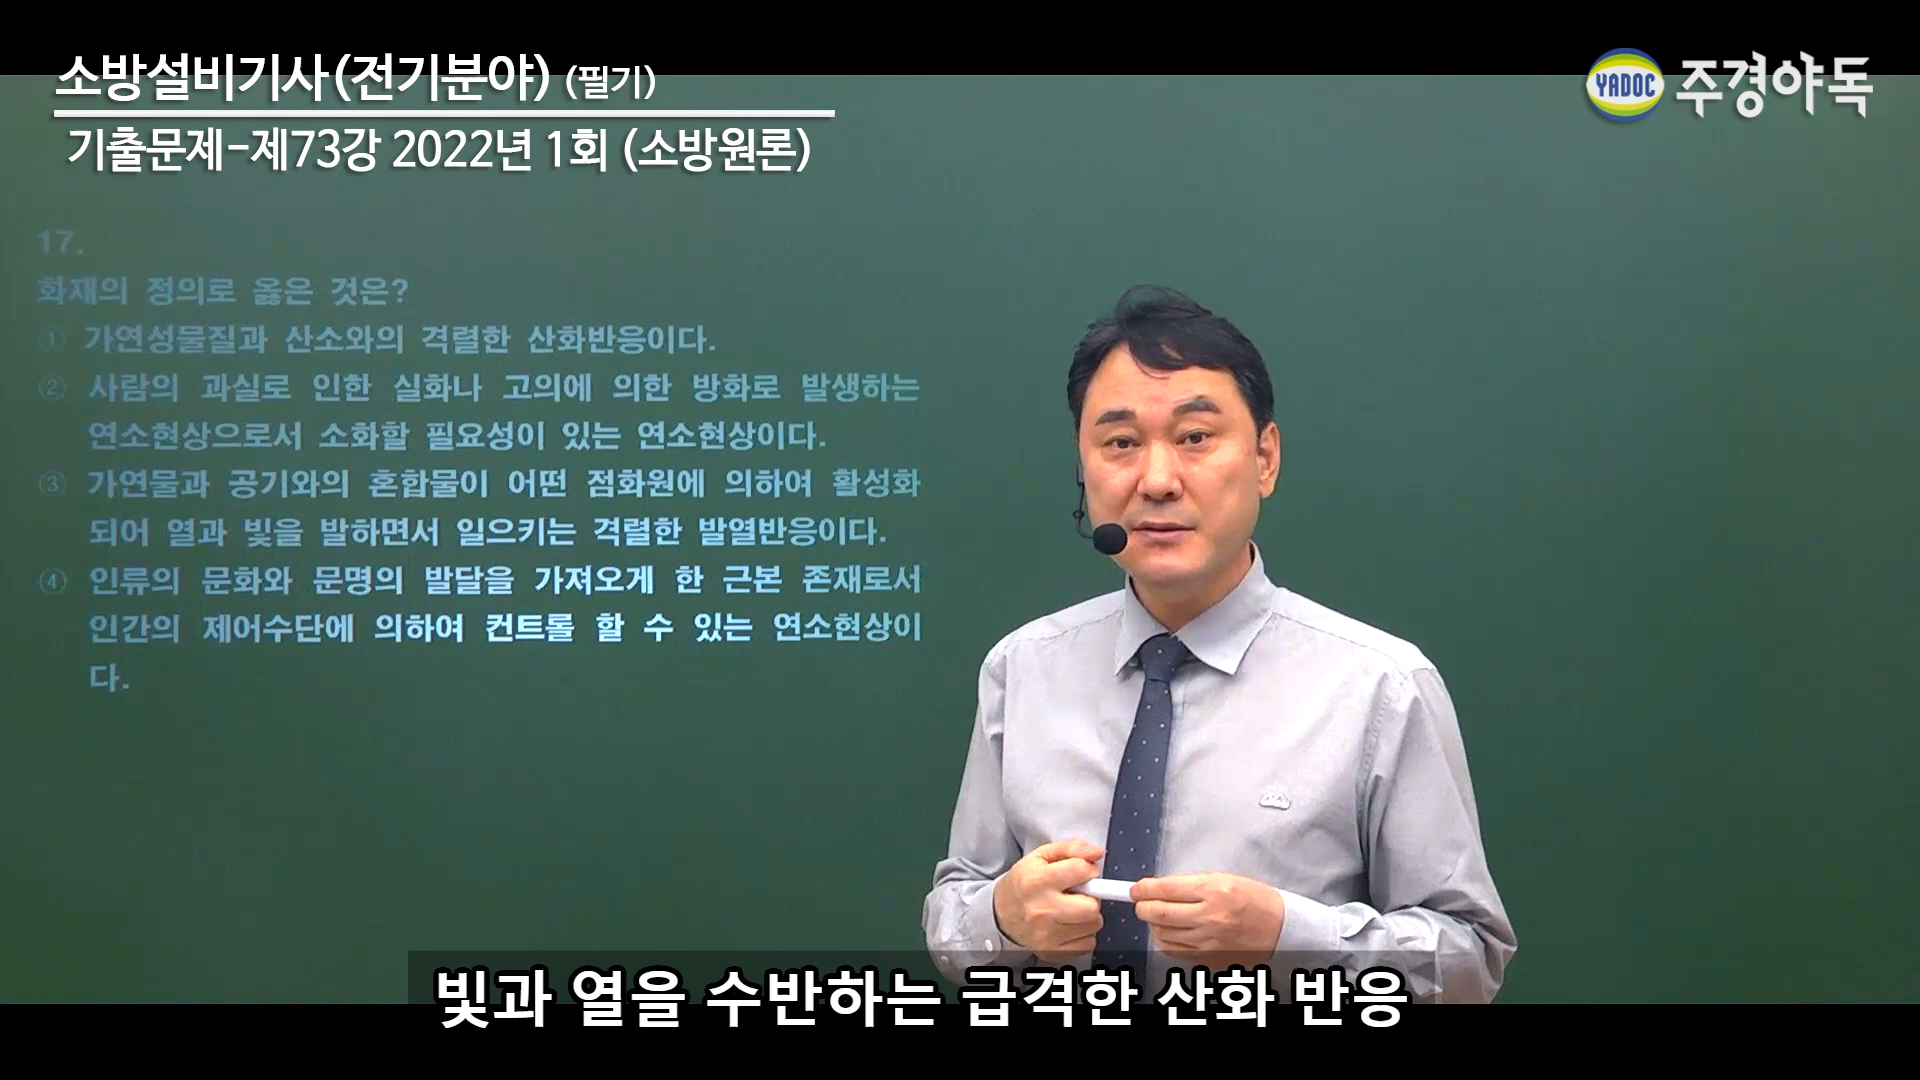 소방설비기사(전기분야) (필기)
기출문제-제73강 2022년 1회 (소방원론)
YADOC 주경야독
17.
화재의 정의로 옳은 것은?
① 가연성물질과 산소와의 격렬한 산화반응이다.
② 사람의 과실로 인한 실화나 고의에 의한 방화로 발생하는
연소현상으로서 소화할 필요성이 있는 연소현상이다.
③ 가연물과 공기와의 혼합물이 어떤 점화원에 의하여 활성화
되어 열과 빛을 발하면서 일으키는 격렬한 발열반응이다.
④ 인류의 문화와 문명의 발달을 가져오게 한 근본 존재로서
인간의 제어수단에 의하여 컨트롤 할 수 있는 연소현상이
다.
빛과 열을 수반하는 급격한 산화 반응